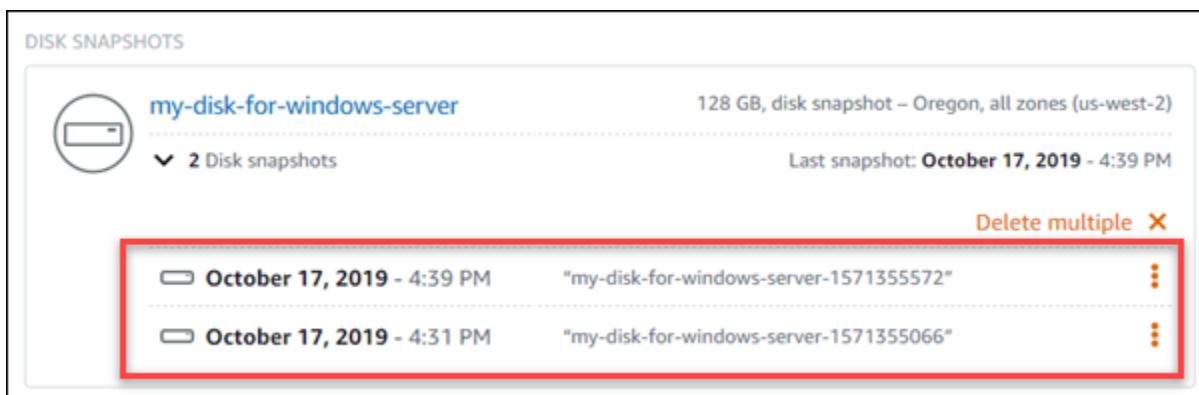 DISK SNAPSHOTS
my-disk-for-windows-server 128 GB, disk snapshot – Oregon, all zones (us-west-2)
2 Disk snapshots Last snapshot: October 17, 2019 - 4:39 PM
Delete multiple
October 17, 2019 - 4:39 PM "my-disk-for-windows-server-1571355572"
October 17, 2019 - 4:31 PM "my-disk-for-windows-server-1571355066"